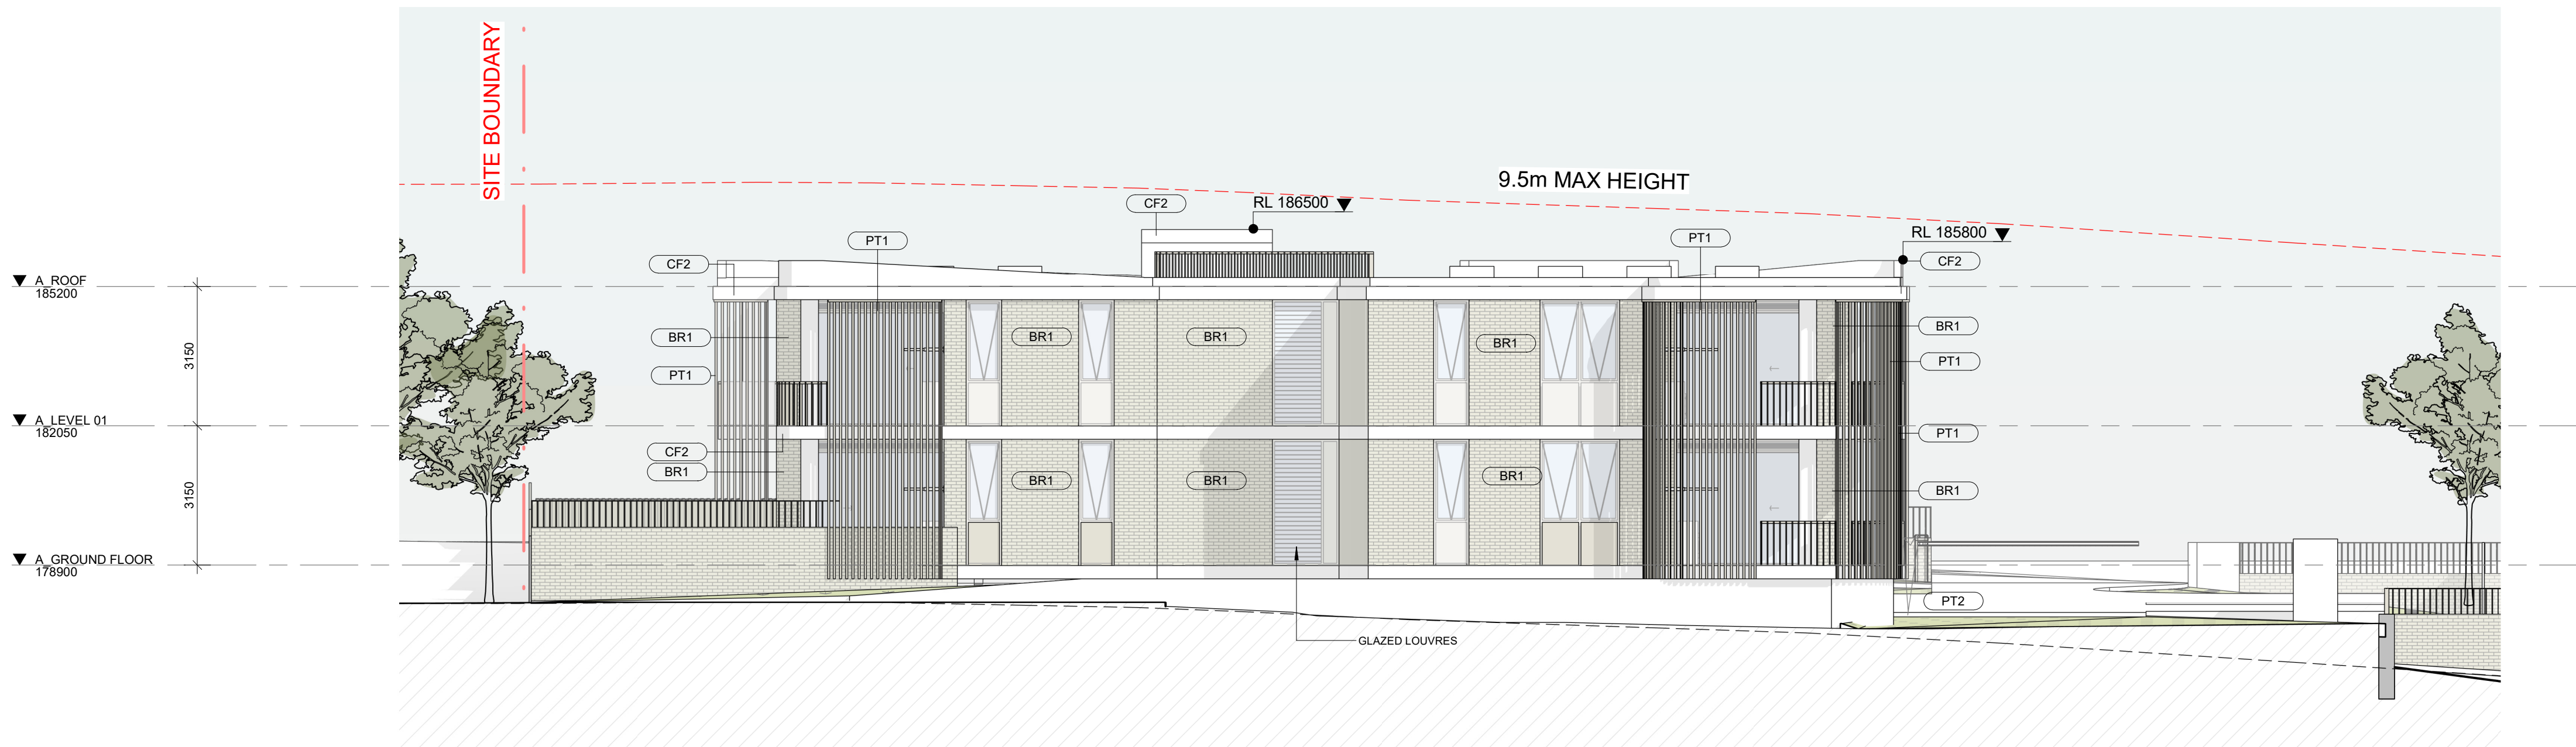 SITE BOUNDARY
9.5m MAX HEIGHT
CF2
RL 186500
RL 185800
PT1
PT1
CF2
CF2
A_ROOF
185200
BR1
BR1
BR1
BR1
BR1
3150
PT1
PT1
A_LEVEL 01
182050
PT1
CF2
BR1
BR1
BR1
BR1
BR1
3150
A_GROUND FLOOR
178900
PT2
GLAZED LOUVRES